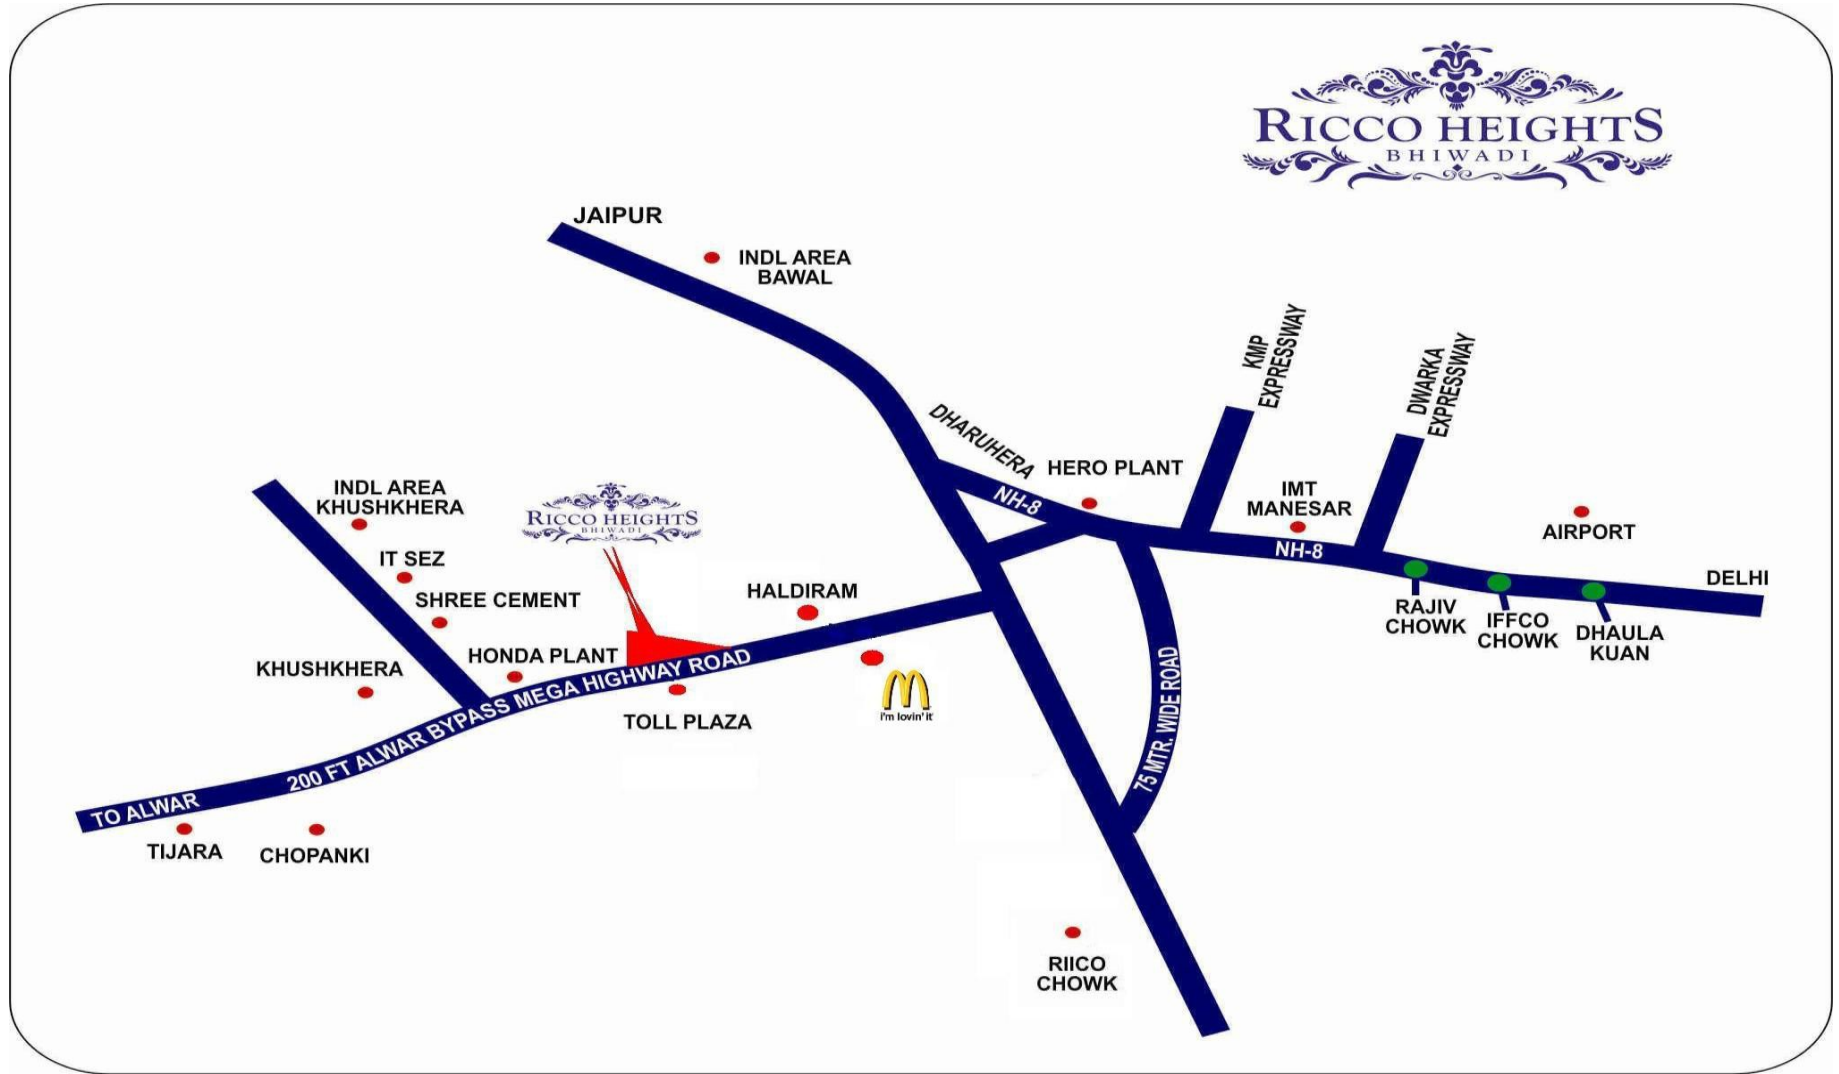 RICCO HEIGHTS
BHIWADI
JAIPUR
INDL AREA
BAWAL
KMP
EXPRESSWAY
DWARKA
EXPRESSWAY
DHARUHERA
HERO PLANT
NH-8
IMT
MANESAR
NH-8
AIRPORT
DELHI
RAJIV
CHOWK
IFFCO
CHOWK
DHAULA
KUAN
INDL AREA
KHUSHKHERA
IT SEZ
SHREE CEMENT
RICCO HEIGHTS
BHIWADI
HALDIRAM
KHUSHKHERA
HONDA PLANT
TOLL PLAZA
i'm lovin' it
75 MTR. WIDE ROAD
200 FT ALWAR BYPASS MEGA HIGHWAY ROAD
TO ALWAR
TIJARA
CHOPANKI
RIICO
CHOWK